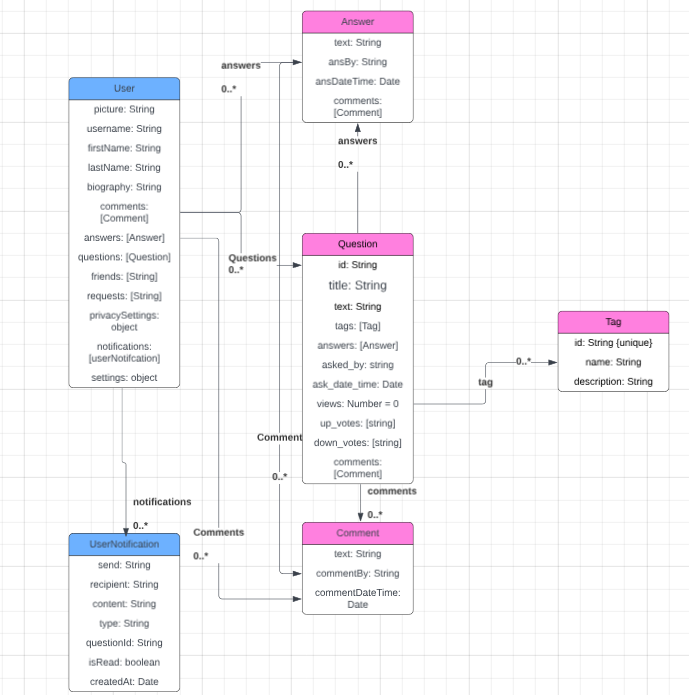 Answer
text: String
ansBy: String
ansDateTime: Date
comments:
[Comment]
answers
0..*
User
picture: String
username: String
firstName: String
lastName: String
biography: String
comments:
[Comment]
answers: [Answer]
questions: [Question]
friends: [String]
requests: [String]
privacySettings:
object
notifications:
[userNotifcation]
settings: object
answers
0..*
Questions
0..*
Question
id: String
title: String
text: String
tags: [Tag]
answers: [Answer]
asked_by: string
ask_date_time: Date
views: Number = 0
up_votes: [string]
down_votes: [string]
comments:
[Comment]
Tag
id: String {unique}
name: String
description: String
0..*
tag
Comment
0..*
comments
0..*
notifications
0..*
Comments
0..*
Comment
text: String
commentBy: String
commentDateTime:
Date
UserNotification
send: String
recipient: String
content: String
type: String
questionId: String
isRead: boolean
createdAt: Date